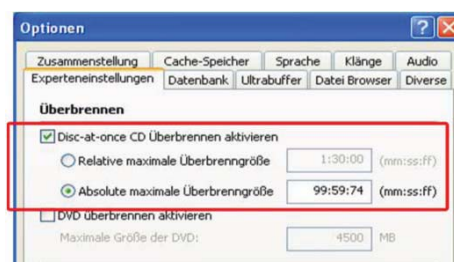 Optionen
Zusammenstellung Cache-Speicher Sprache Klänge Audio
Experteneinstellungen Datenbank Ultrabuffer Datei Browser Diverse
Überbrennen
Disc-at-once CD Überbrennen aktivieren
Relative maximale Überbrenngröße 1:30:00 (mm:ss:ff)
Absolute maximale Überbrenngröße 99:59:74 (mm:ss:ff)
DVD überbrennen aktivieren
Maximale Größe der DVD: 4500 MB